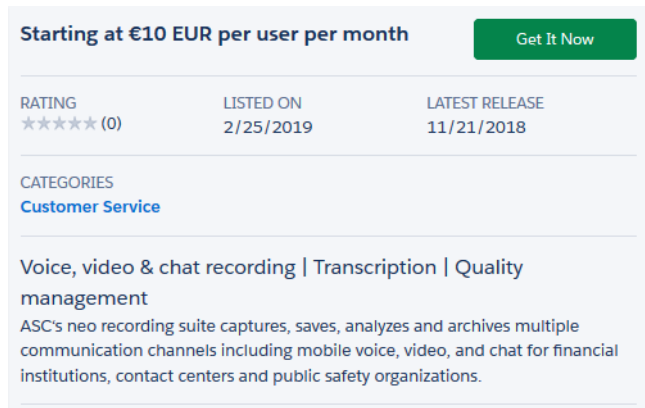 Starting at €10 EUR per user per month
Get It Now
RATING
LISTED ON
LATEST RELEASE
(0)
2/25/2019
11/21/2018
CATEGORIES
Customer Service
Voice, video & chat recording | Transcription | Quality
management
ASC's neo recording suite captures, saves, analyzes and archives multiple
communication channels including mobile voice, video, and chat for financial
institutions, contact centers and public safety organizations.